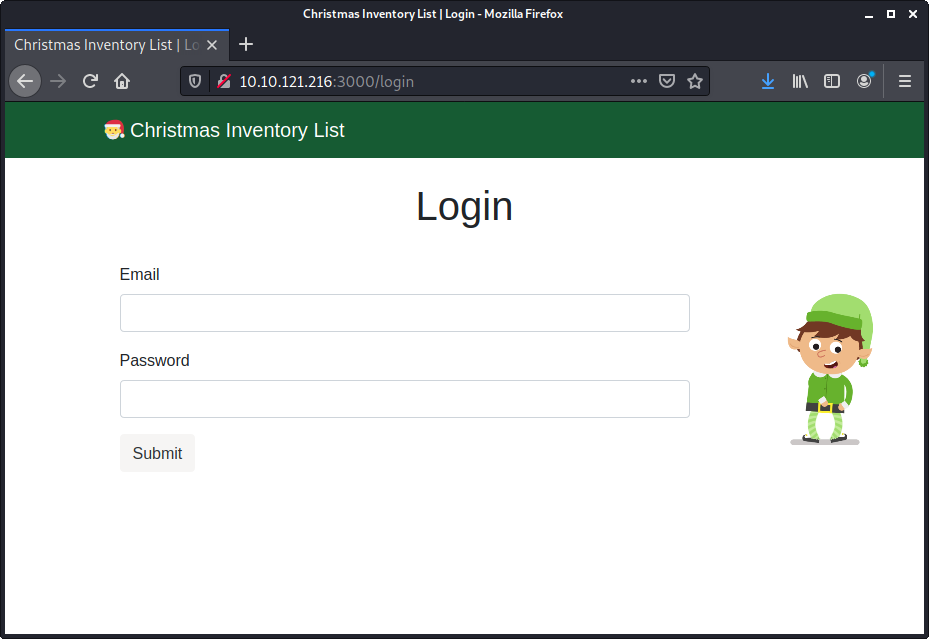 Christmas Inventory List | Login - Mozilla Firefox
Christmas Inventory List | Lo
10.10.121.216:3000/login
Christmas Inventory List
Login
Email
Password
Submit